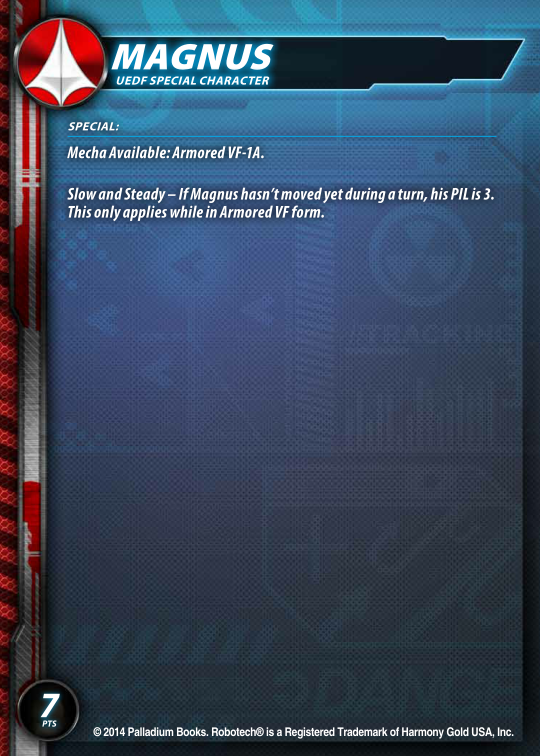 MAGNUS
UEDF SPECIAL CHARACTER
SPECIAL:
Mecha Available: Armored VF-1A.
Slow and Steady – If Magnus hasn't moved yet during a turn, his PIL is 3.
This only applies while in Armored VF form.
TRACKING
7
PTS
© 2014 Palladium Books. Robotech® is a Registered Trademark of Harmony Gold USA, Inc.